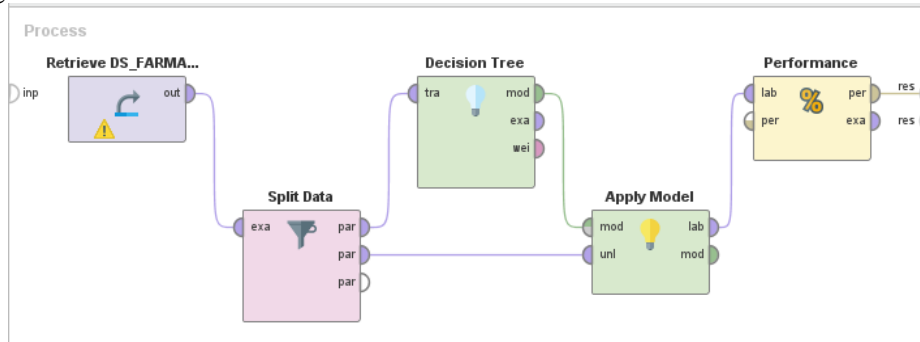 Process
Retrieve DS_FARMA...
inp
out
Split Data
exa
par
par
par
Decision Tree
tra
mod
exa
wei
Apply Model
mod
lab
unl
mod
Performance
lab
per
per
exa
res
res